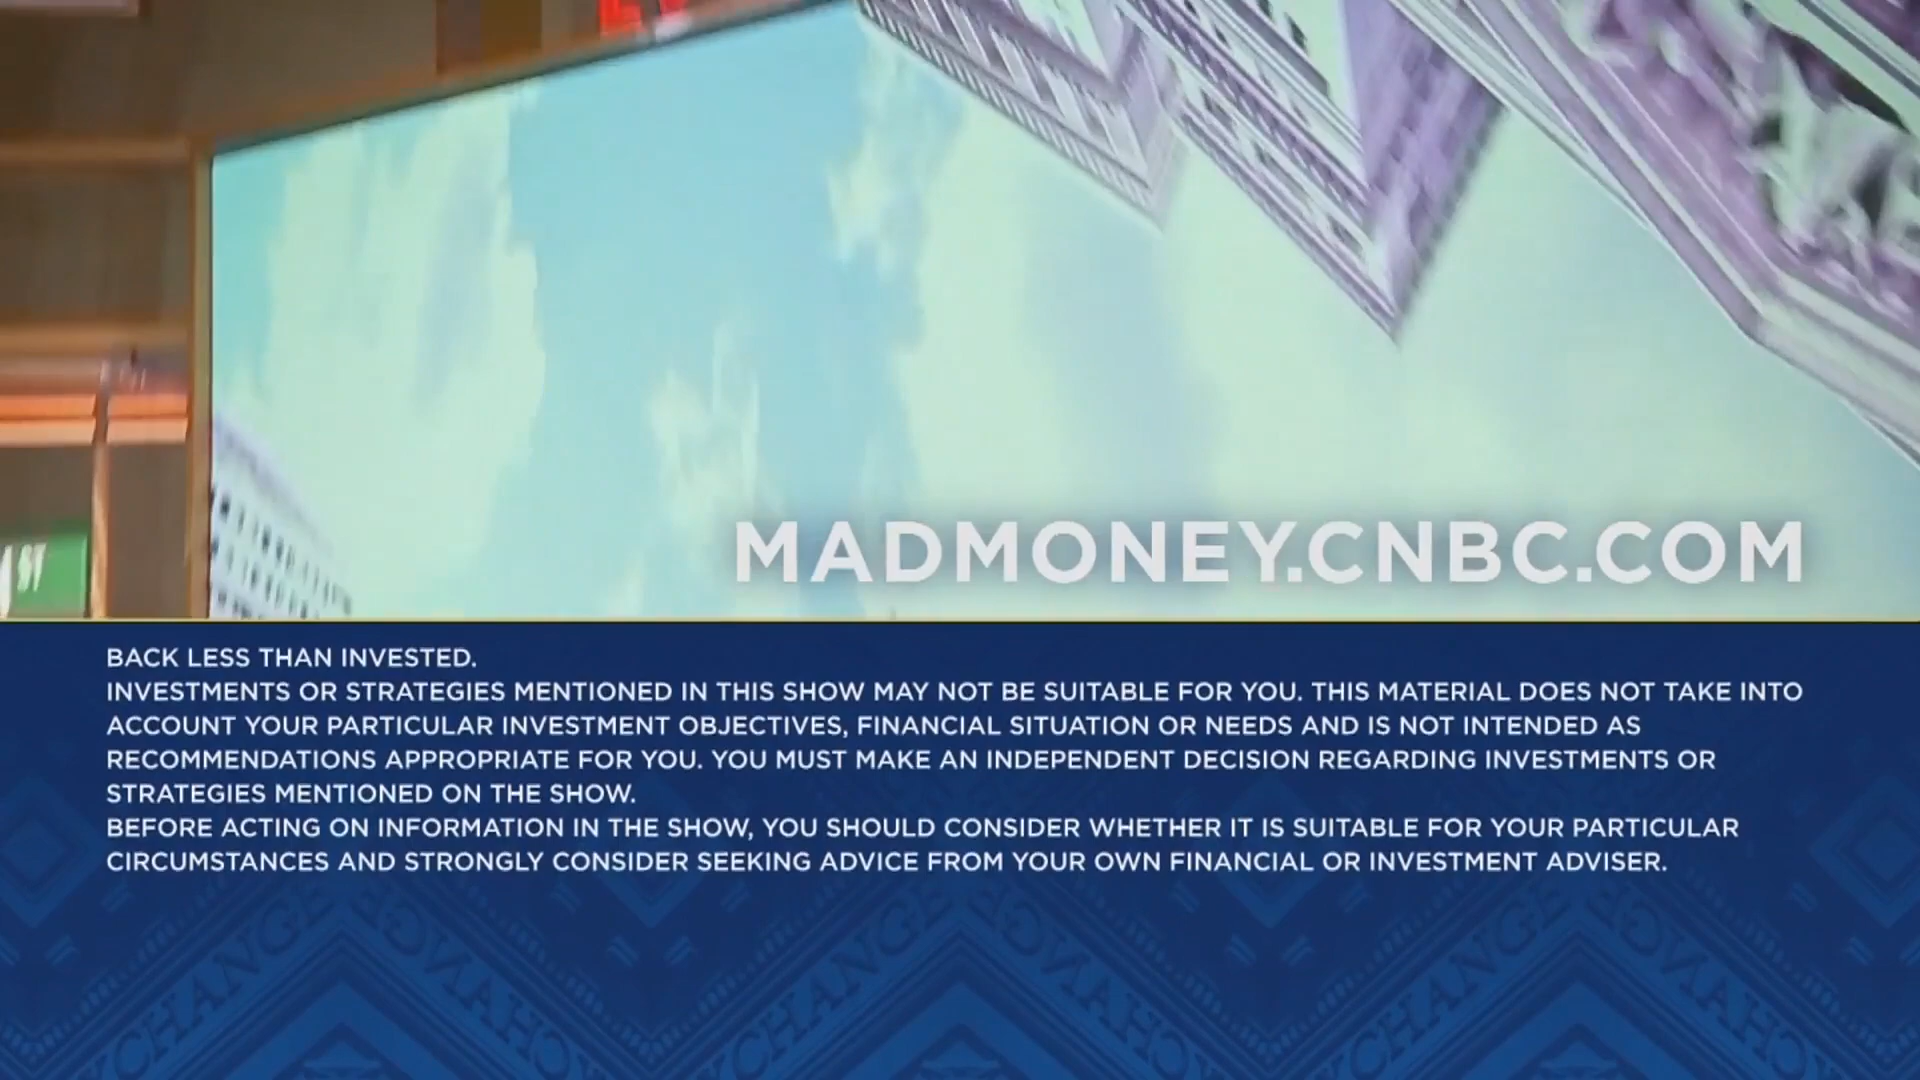 MADMONEY.CNBC.COM
BACK LESS THAN INVESTED.
INVESTMENTS OR STRATEGIES MENTIONED IN THIS SHOW MAY NOT BE SUITABLE FOR YOU. THIS MATERIAL DOES NOT TAKE INTO
ACCOUNT YOUR PARTICULAR INVESTMENT OBJECTIVES, FINANCIAL SITUATION OR NEEDS AND IS NOT INTENDED AS
RECOMMENDATIONS APPROPRIATE FOR YOU. YOU MUST MAKE AN INDEPENDENT DECISION REGARDING INVESTMENTS OR
STRATEGIES MENTIONED ON THE SHOW.
BEFORE ACTING ON INFORMATION IN THE SHOW, YOU SHOULD CONSIDER WHETHER IT IS SUITABLE FOR YOUR PARTICULAR
CIRCUMSTANCES AND STRONGLY CONSIDER SEEKING ADVICE FROM YOUR OWN FINANCIAL OR INVESTMENT ADVISER.